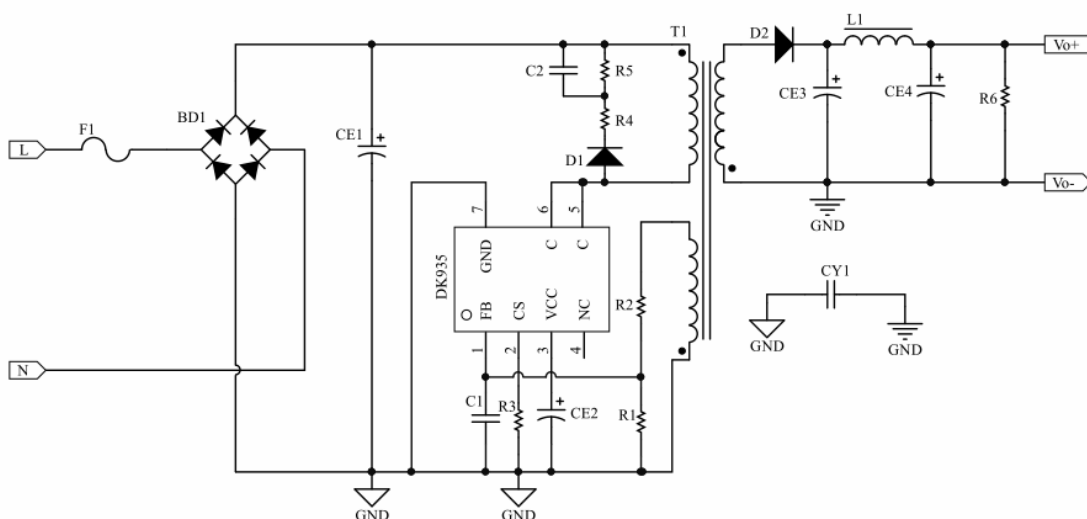 T1
D2
L1
Vo+
C2
R5
CE3
CE4
R6
F1
BD1
CE1
R4
L
D1
Vo-
7
6
5
GND
GND
C
C
DK935
CY1
FB
CS
VCC
NC
R2
GND
GND
1
2
3
4
N
C1
R3
CE2
R1
GND
GND